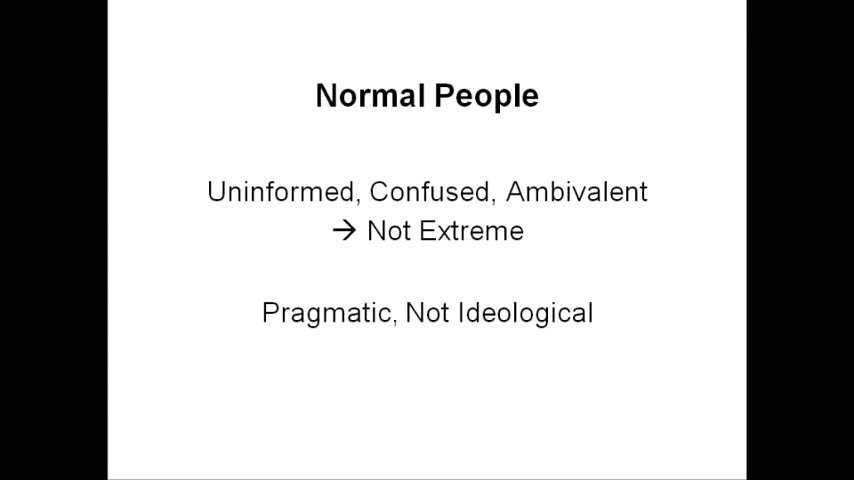 Normal People
Uninformed, Confused, Ambivalent
→ Not Extreme
Pragmatic, Not Ideological